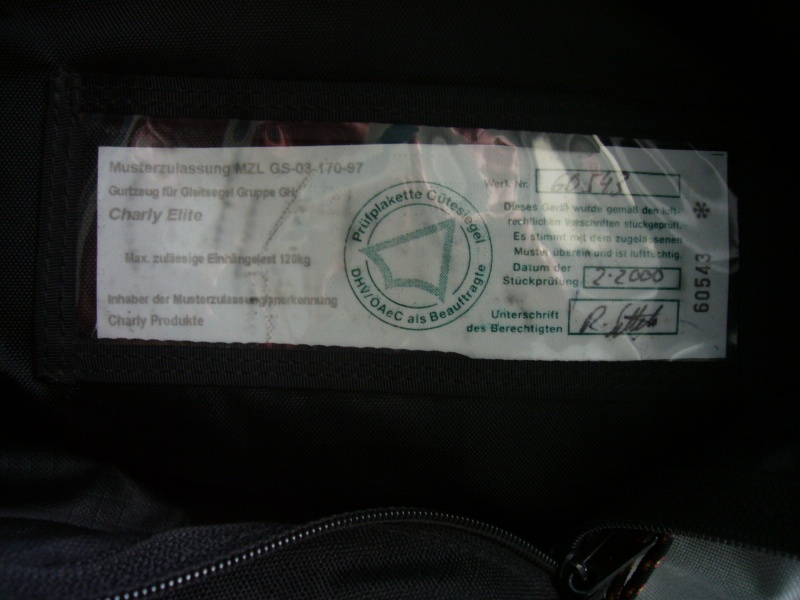 Musterzulassung MZL GS-03-170-97
Gurtzeug für Gleitsegel Gruppe GH
Charly Elite
Max. zulässige Einhängelast 120kg
Inhaber der Musterzulassung/anerkennung
Charly Produkte
Prüfplakette Gütesiegel
DHV/ÖAeC als Beauftragte
Werk Nr. 60543
Dieses Gerät wurde gemäß den luft-
rechtlichen Vorschriften stückgeprüft.
Es stimmt mit dem zugelassenen
Muster überein und ist lufttüchtig.
Datum der
Stückprüfung 2.2000
Unterschrift
des Berechtigten R.
60543 *